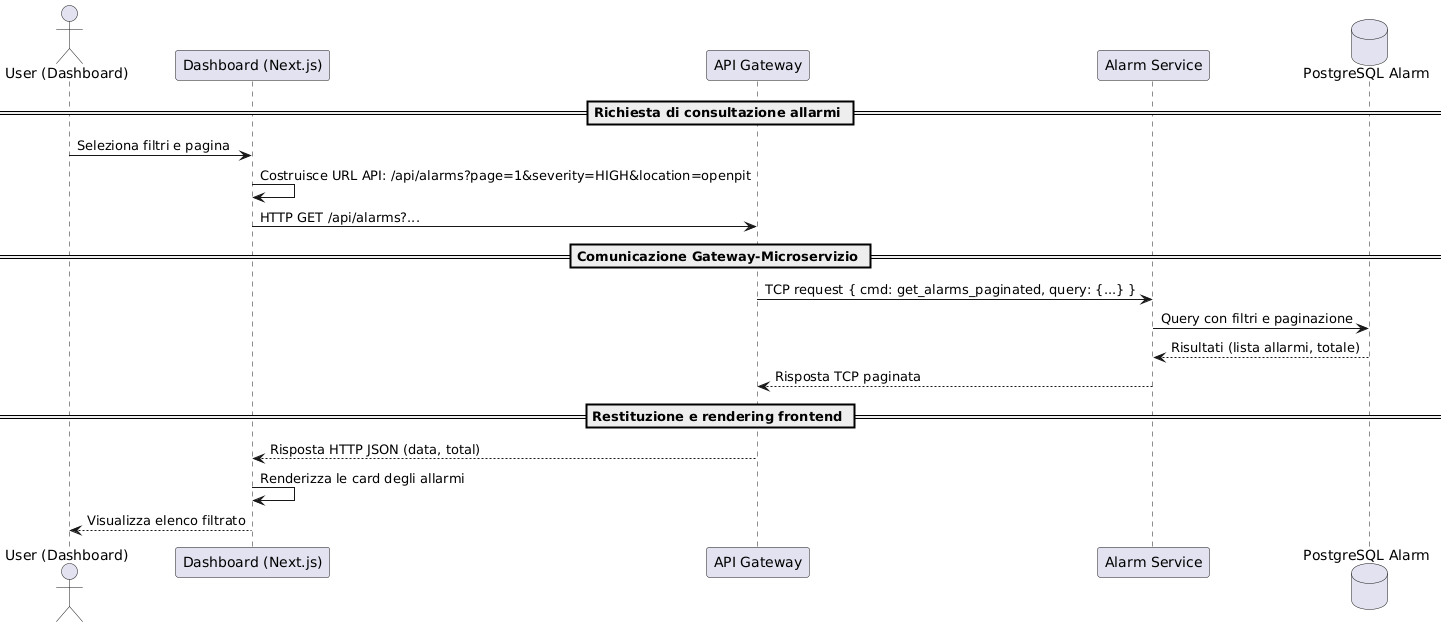 User (Dashboard)
Dashboard (Next.js)
API Gateway
Alarm Service
PostgreSQL Alarm
Richiesta di consultazione allarmi
Seleziona filtri e pagina
Costruisce URL API: /api/alarms?page=1&severity=HIGH&location=openpit
HTTP GET /api/alarms?...
Comunicazione Gateway-Microservizio
TCP request { cmd: get_alarms_paginated, query: {...} }
Query con filtri e paginazione
Risultati (lista allarmi, totale)
Risposta TCP paginata
Restituzione e rendering frontend
Risposta HTTP JSON (data, total)
Renderizza le card degli allarmi
Visualizza elenco filtrato
User (Dashboard)
Dashboard (Next.js)
API Gateway
Alarm Service
PostgreSQL Alarm